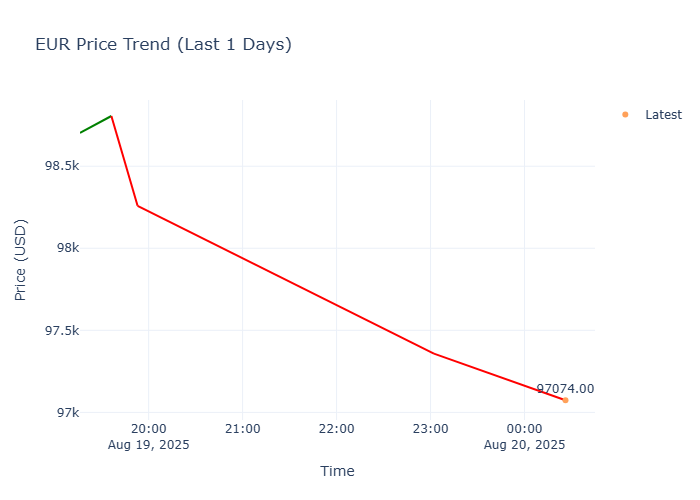 EUR Price Trend (Last 1 Days)
Latest
98.5k
98k
97.5k
97k
Price (USD)
97074.00
20:00
Aug 19, 2025
21:00
22:00
23:00
00:00
Aug 20, 2025
Time